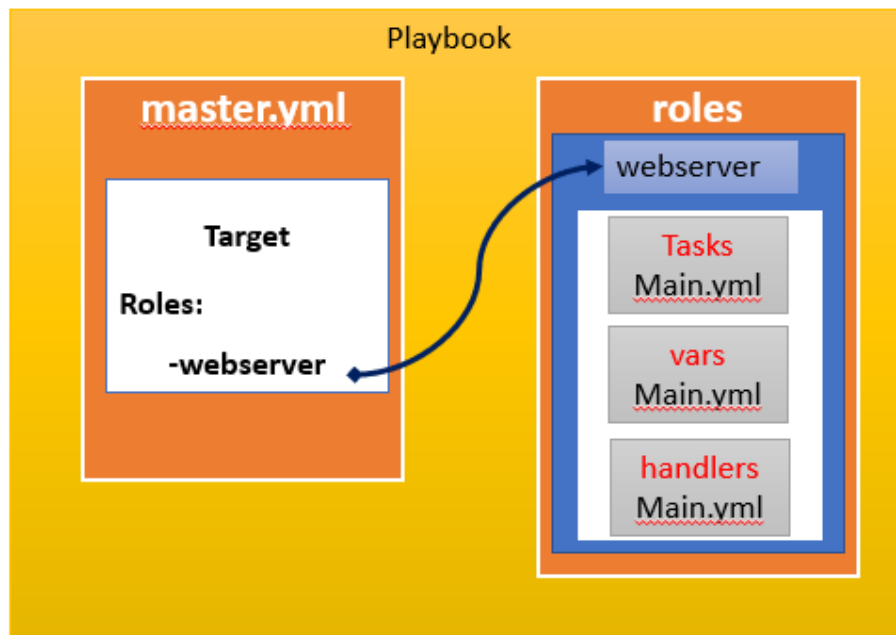 Playbook
master.yml
Target
Roles:
-webserver
roles
webserver
Tasks
Main.yml
vars
Main.yml
handlers
Main.yml